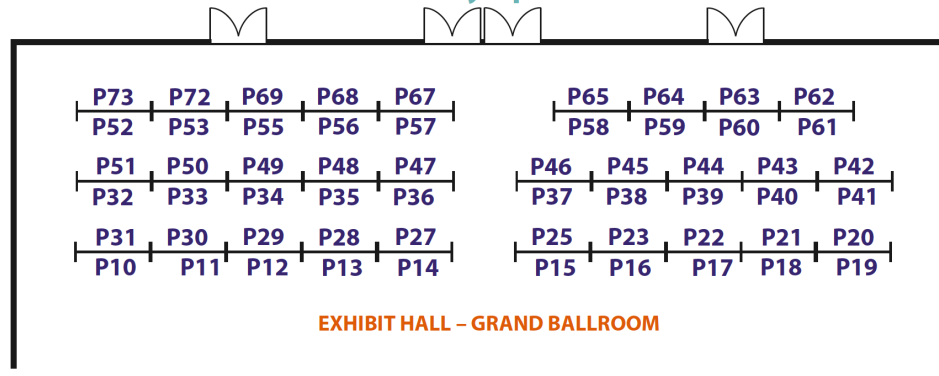 P73 P72 P69 P68 P67 P65 P64 P63 P62
P52 P53 P55 P56 P57 P58 P59 P60 P61
P51 P50 P49 P48 P47 P46 P45 P44 P43 P42
P32 P33 P34 P35 P36 P37 P38 P39 P40 P41
P31 P30 P29 P28 P27 P25 P23 P22 P21 P20
P10 P11 P12 P13 P14 P15 P16 P17 P18 P19
EXHIBIT HALL – GRAND BALLROOM